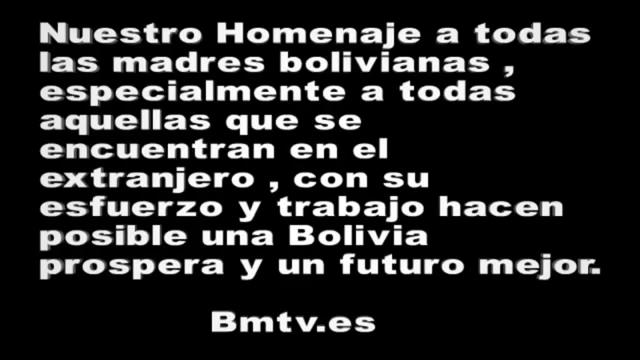 Nuestro Homenaje a todas
las madres bolivianas ,
especialmente a todas
aquellas que se
encuentran en el
extranjero , con su
esfuerzo y trabajo hacen
posible una Bolivia
prospera y un futuro mejor.
Bmtv.es